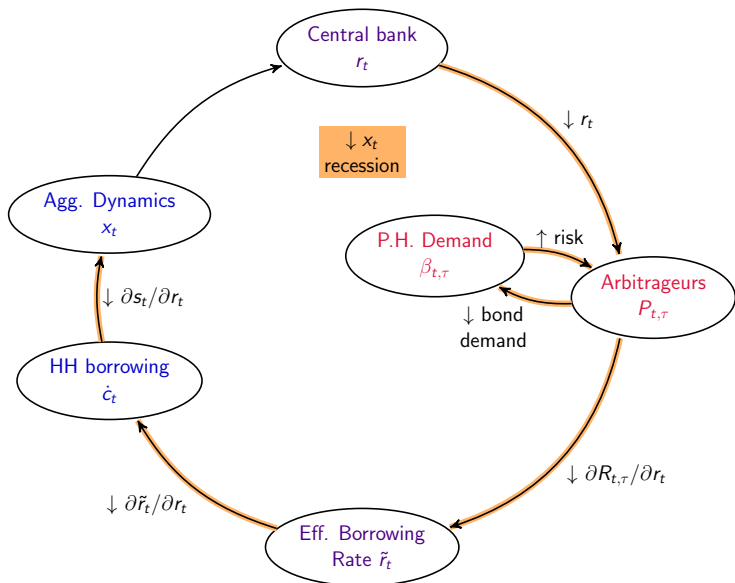 Central bank
r_t
↓ r_t
↓ x_t
recession
Agg. Dynamics
x_t
P.H. Demand
β_{t,τ}
↑ risk
Arbitrageurs
P_{t,τ}
↓ bond
demand
↓ ∂s_t/∂r_t
HH borrowing
ċ_t
↓ ∂R_{t,τ}/∂r_t
↓ ∂r̃_t/∂r_t
Eff. Borrowing
Rate r̃_t